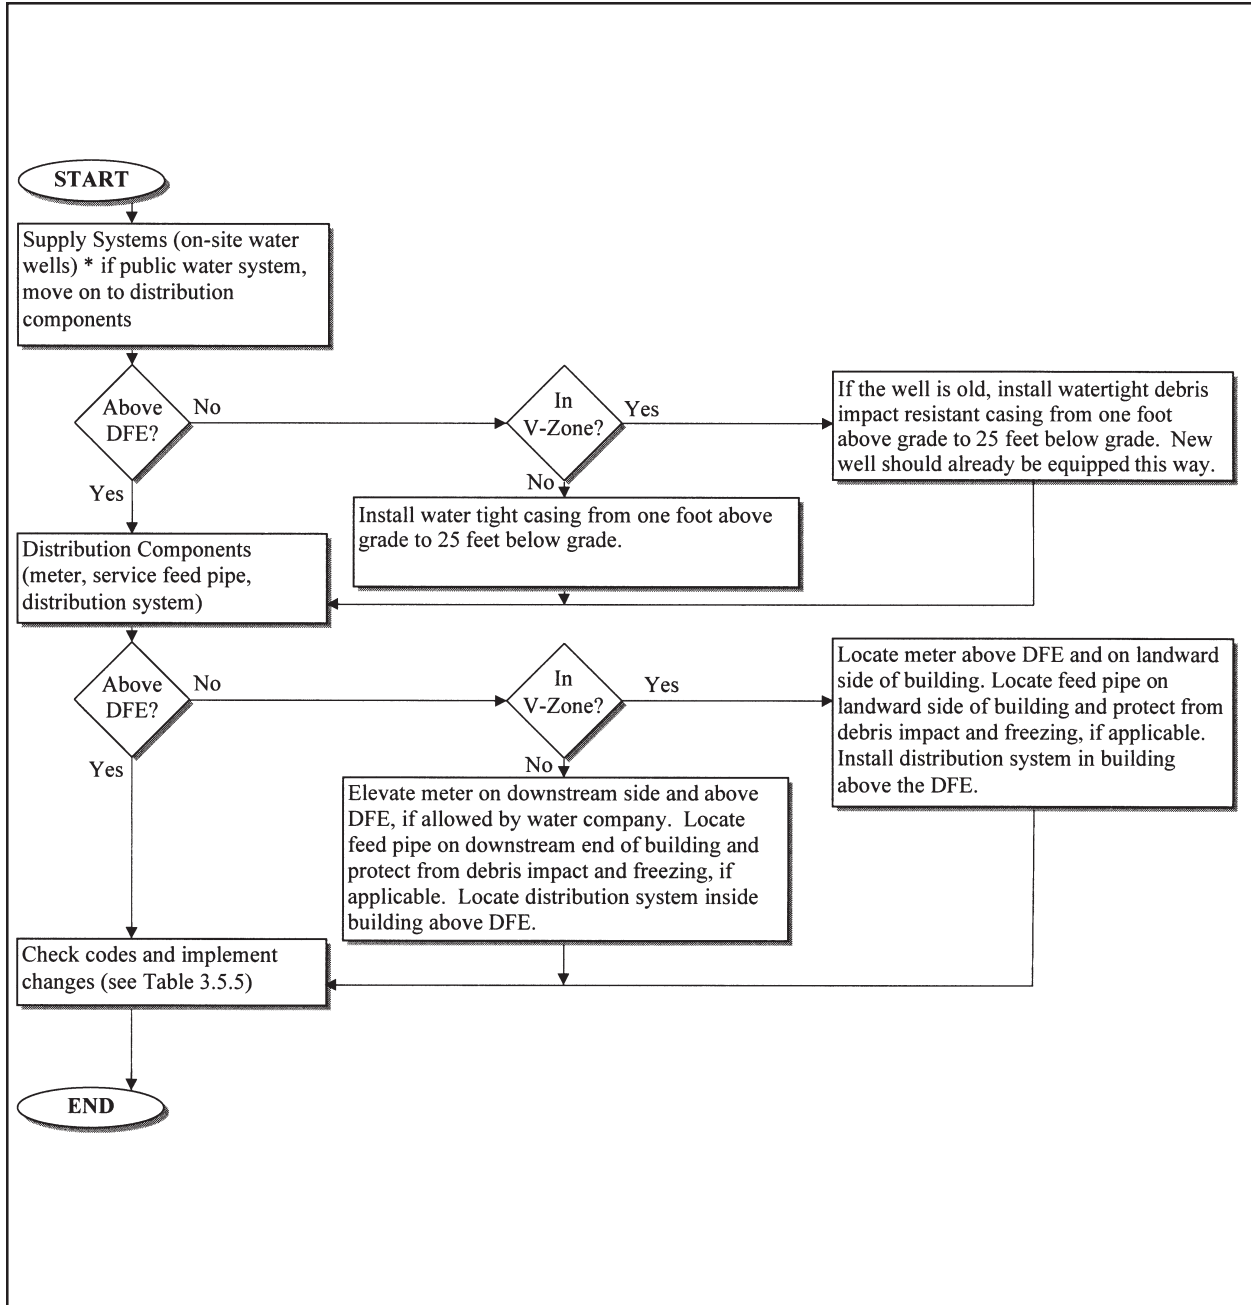 START
Supply Systems (on-site water
wells) * if public water system,
move on to distribution
components
Above
DFE?
No
In
V-Zone?
Yes
If the well is old, install watertight debris
impact resistant casing from one foot
above grade to 25 feet below grade.  New
well should already be equipped this way.
Yes
No
Install water tight casing from one foot above
grade to 25 feet below grade.
Distribution Components
(meter, service feed pipe,
distribution system)
Above
DFE?
No
In
V-Zone?
Yes
Locate meter above DFE and on landward
side of building. Locate feed pipe on
landward side of building and protect from
debris impact and freezing, if applicable.
Install distribution system in building
above the DFE.
Yes
No
Elevate meter on downstream side and above
DFE, if allowed by water company.  Locate
feed pipe on downstream end of building and
protect from debris impact and freezing, if
applicable.  Locate distribution system inside
building above DFE.
Check codes and implement
changes (see Table 3.5.5)
END